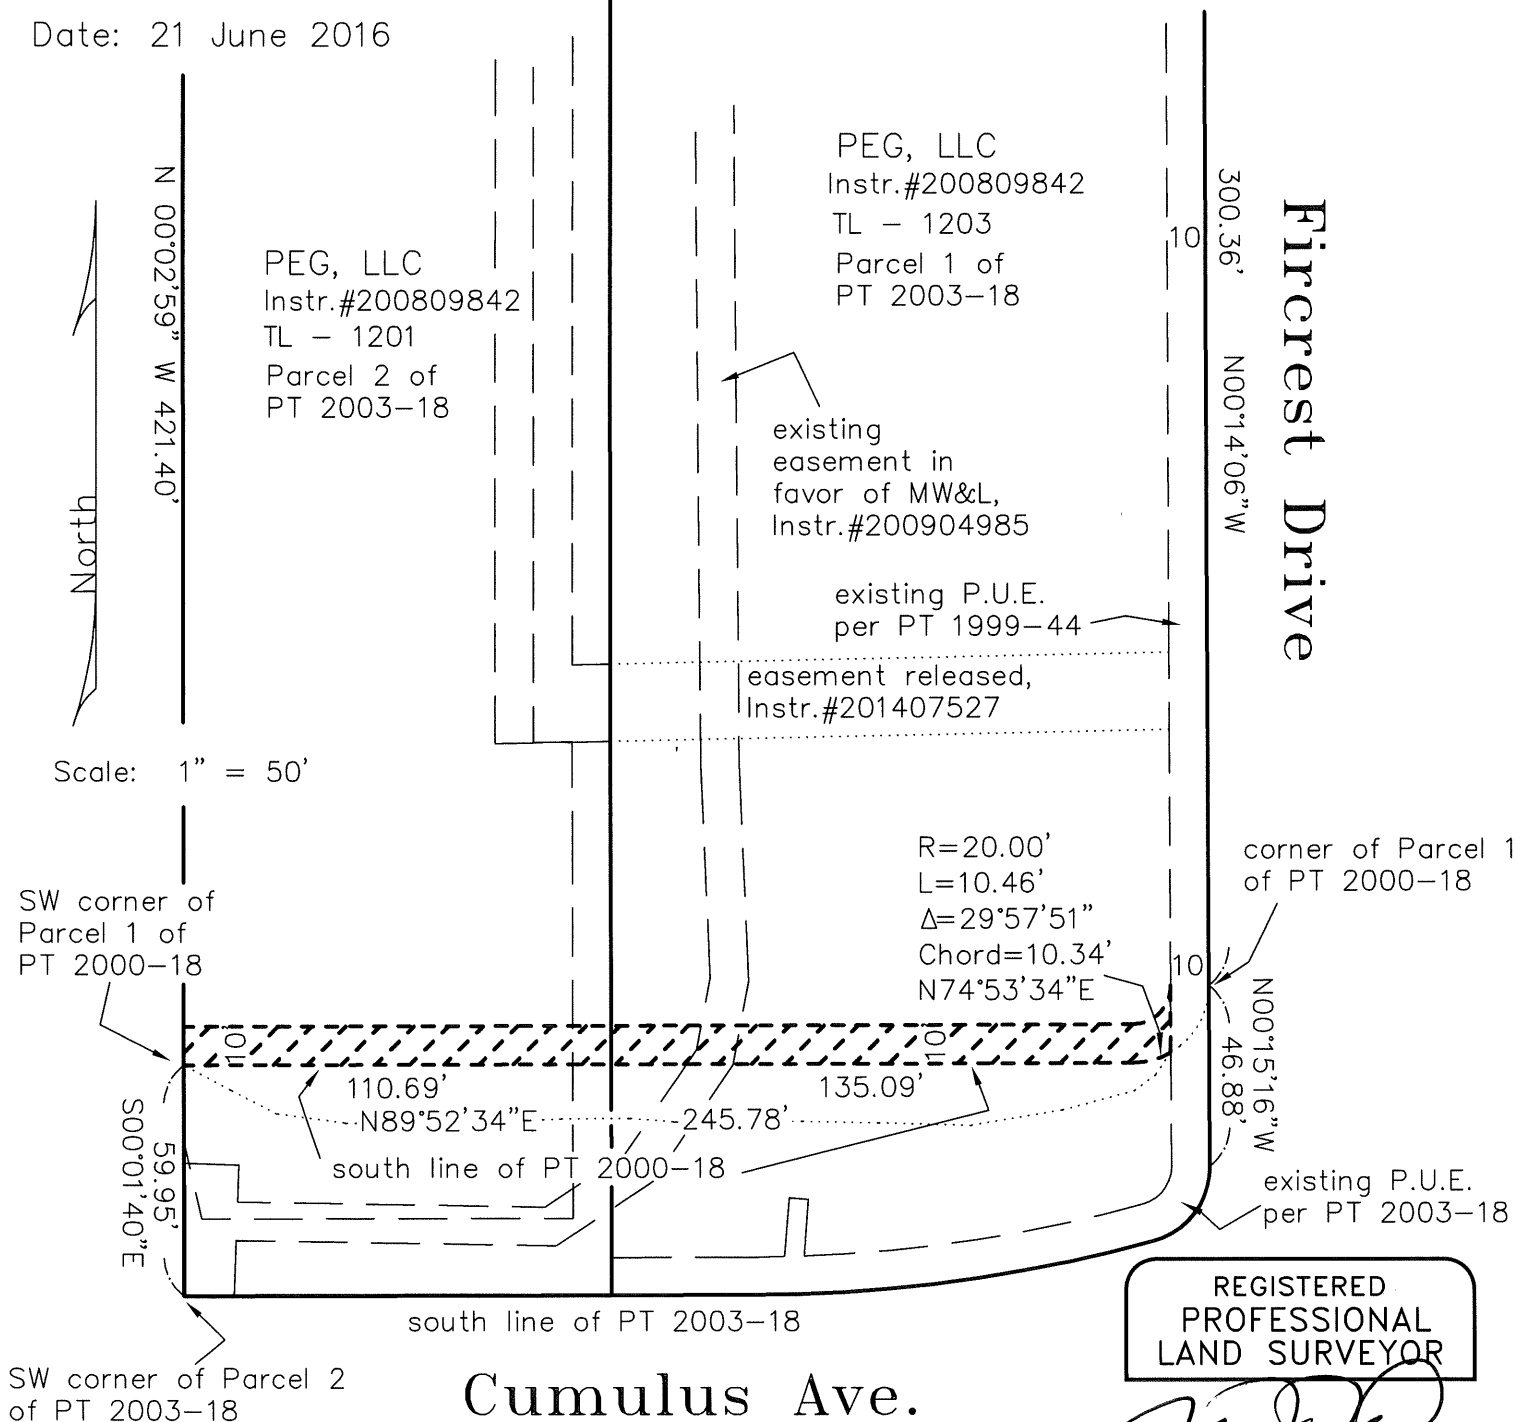 Date: 21 June 2016
N 00°02'59" W 421.40'
North
PEG, LLC
Instr.#200809842
TL - 1201
Parcel 2 of
PT 2003-18
PEG, LLC
Instr.#200809842
TL - 1203
Parcel 1 of
PT 2003-18
10
300.36'
N00°14'06"W
Fircrest Drive
existing
easement in
favor of MW&L,
Instr.#200904985
existing P.U.E.
per PT 1999-44
easement released,
Instr.#201407527
Scale: 1" = 50'
R=20.00'
L=10.46'
Δ=29°57'51"
Chord=10.34'
N74°53'34"E
corner of Parcel 1
of PT 2000-18
SW corner of
Parcel 1 of
PT 2000-18
10
N00°15'16"W
46.88'
10
10
110.69'
135.09'
N89°52'34"E
245.78'
south line of PT 2000-18
59.95'
S00°01'40"E
existing P.U.E.
per PT 2003-18
south line of PT 2003-18
SW corner of Parcel 2
of PT 2003-18
Cumulus Ave.
REGISTERED
PROFESSIONAL
LAND SURVEYOR